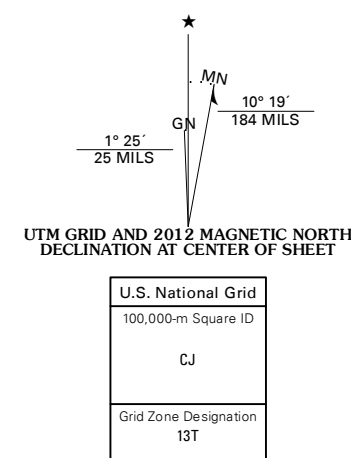 ★
MN
GN
10° 19´
184 MILS
1° 25´
25 MILS
UTM GRID AND 2012 MAGNETIC NORTH
DECLINATION AT CENTER OF SHEET
U.S. National Grid
100,000-m Square ID
CJ
Grid Zone Designation
13T